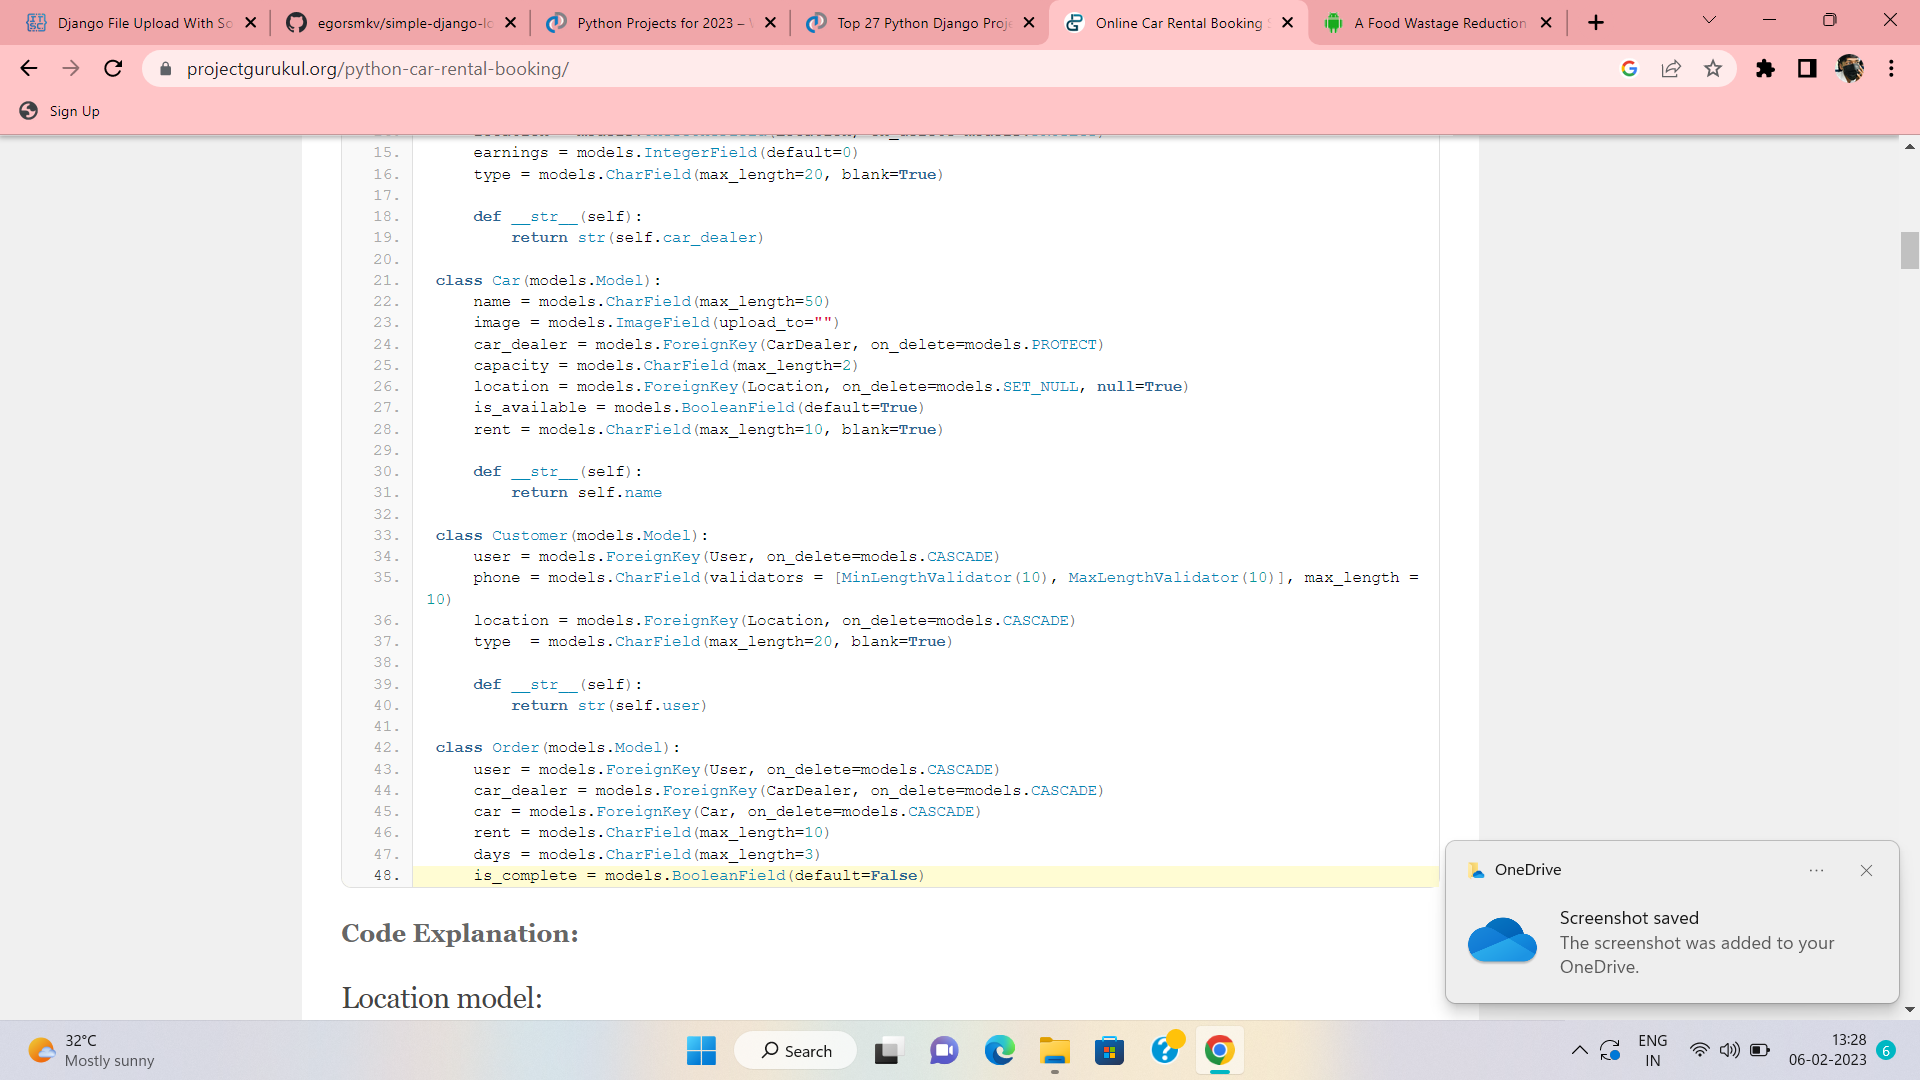 Django File Upload With So
egorsmkv/simple-django-lo
Python Projects for 2023 –
Top 27 Python Django Proje
Online Car Rental Booking
A Food Wastage Reduction
projectgurukul.org/python-car-rental-booking/
Sign Up
15. earnings = models.IntegerField(default=0)
16. type = models.CharField(max_length=20, blank=True)
17.
18. def __str__(self):
19. return str(self.car_dealer)
20.
21. class Car(models.Model):
22. name = models.CharField(max_length=50)
23. image = models.ImageField(upload_to="")
24. car_dealer = models.ForeignKey(CarDealer, on_delete=models.PROTECT)
25. capacity = models.CharField(max_length=2)
26. location = models.ForeignKey(Location, on_delete=models.SET_NULL, null=True)
27. is_available = models.BooleanField(default=True)
28. rent = models.CharField(max_length=10, blank=True)
29.
30. def __str__(self):
31. return self.name
32.
33. class Customer(models.Model):
34. user = models.ForeignKey(User, on_delete=models.CASCADE)
35. phone = models.CharField(validators = [MinLengthValidator(10), MaxLengthValidator(10)], max_length =
10)
36. location = models.ForeignKey(Location, on_delete=models.CASCADE)
37. type  = models.CharField(max_length=20, blank=True)
38.
39. def __str__(self):
40. return str(self.user)
41.
42. class Order(models.Model):
43. user = models.ForeignKey(User, on_delete=models.CASCADE)
44. car_dealer = models.ForeignKey(CarDealer, on_delete=models.CASCADE)
45. car = models.ForeignKey(Car, on_delete=models.CASCADE)
46. rent = models.CharField(max_length=10)
47. days = models.CharField(max_length=3)
48. is_complete = models.BooleanField(default=False)
Code Explanation:
Location model:
OneDrive
Screenshot saved
The screenshot was added to your
OneDrive.
32°C
Mostly sunny
Search
ENG
IN
13:28
06-02-2023
6